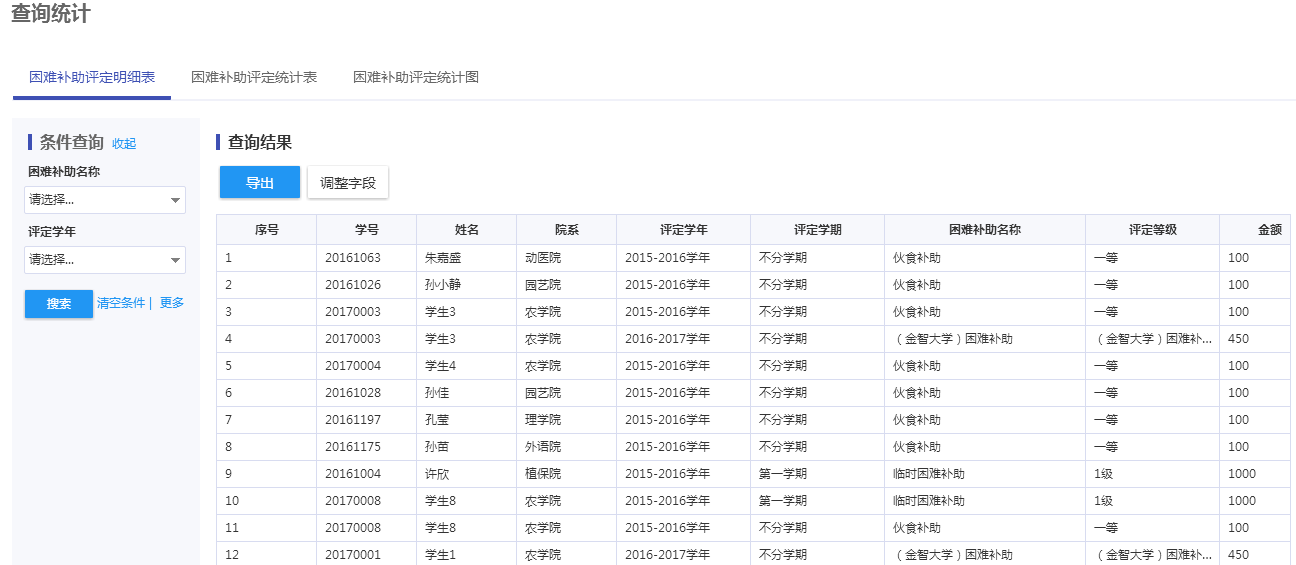 查询统计
困难补助评定明细表 困难补助评定统计表 困难补助评定统计图
条件查询 收起
困难补助名称
请选择...
评定学年
请选择...
搜索 清空条件 | 更多
查询结果
导出 调整字段
序号 学号 姓名 院系 评定学年 评定学期 困难补助名称 评定等级 金额
1 20161063 朱嘉盛 动医院 2015-2016学年 不分学期 伙食补助 一等 100
2 20161026 孙小静 园艺院 2015-2016学年 不分学期 伙食补助 一等 100
3 20170003 学生3 农学院 2015-2016学年 不分学期 伙食补助 一等 100
4 20170003 学生3 农学院 2016-2017学年 不分学期 （金智大学）困难补助 （金智大学）困难补... 450
5 20170004 学生4 农学院 2015-2016学年 不分学期 伙食补助 一等 100
6 20161028 孙佳 园艺院 2015-2016学年 不分学期 伙食补助 一等 100
7 20161197 孔莹 理学院 2015-2016学年 不分学期 伙食补助 一等 100
8 20161175 孙苗 外语院 2015-2016学年 不分学期 伙食补助 一等 100
9 20161004 许欣 植保院 2015-2016学年 第一学期 临时困难补助 1级 1000
10 20170008 学生8 农学院 2015-2016学年 第一学期 临时困难补助 1级 1000
11 20170008 学生8 农学院 2015-2016学年 不分学期 伙食补助 一等 100
12 20170001 学生1 农学院 2016-2017学年 不分学期 （金智大学）困难补助 （金智大学）困难补... 450